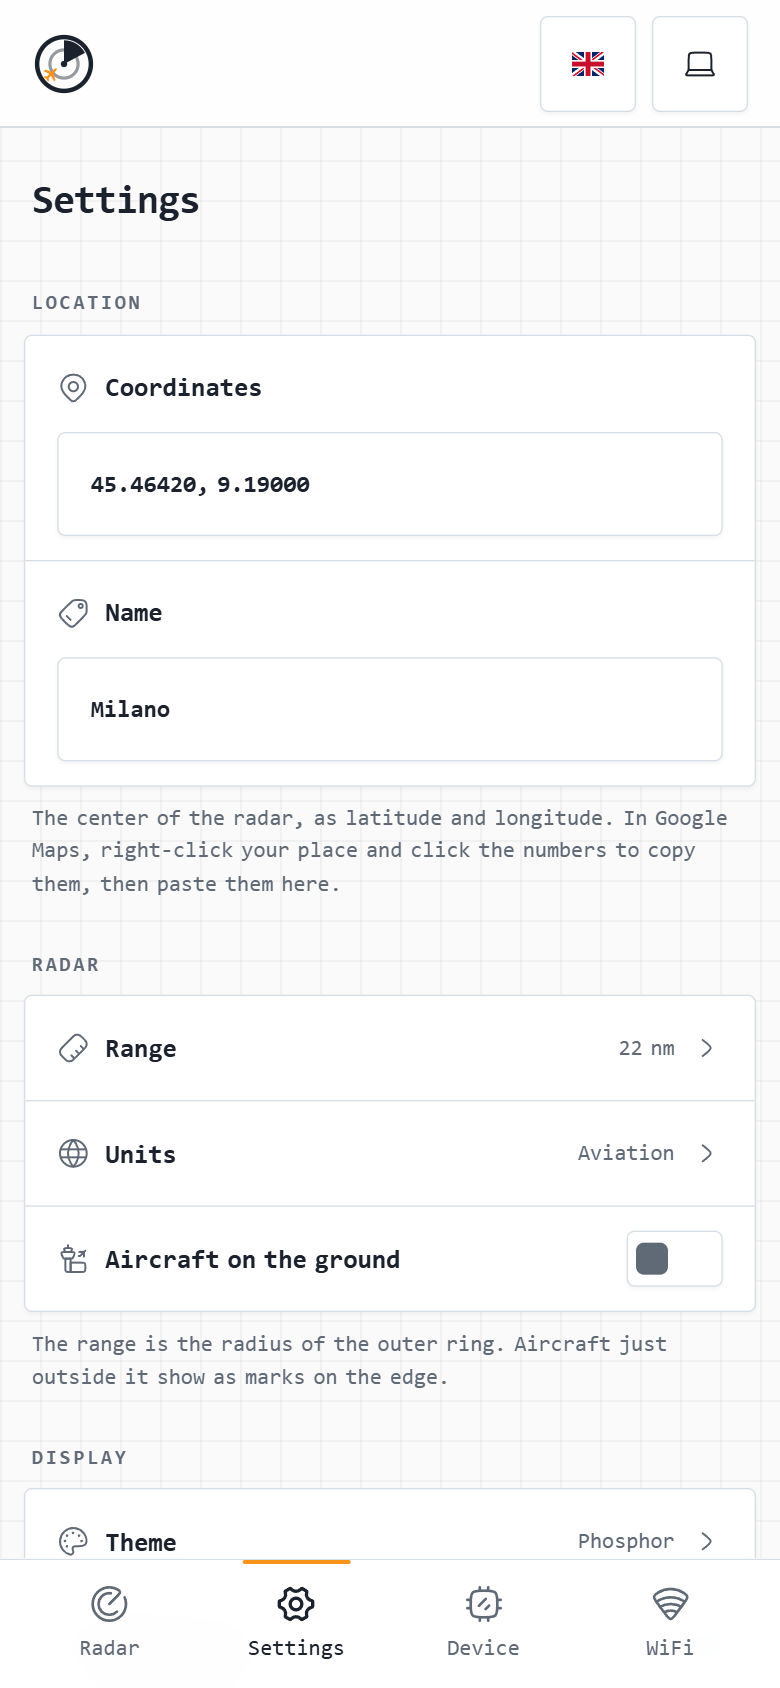 Settings
LOCATION
Coordinates
45.46420, 9.19000
Name
Milano
The center of the radar, as latitude and longitude. In Google
Maps, right-click your place and click the numbers to copy
them, then paste them here.
RADAR
Range
22 nm
Units
Aviation
Aircraft on the ground
The range is the radius of the outer ring. Aircraft just
outside it show as marks on the edge.
DISPLAY
Theme
Phosphor
Radar
Settings
Device
WiFi